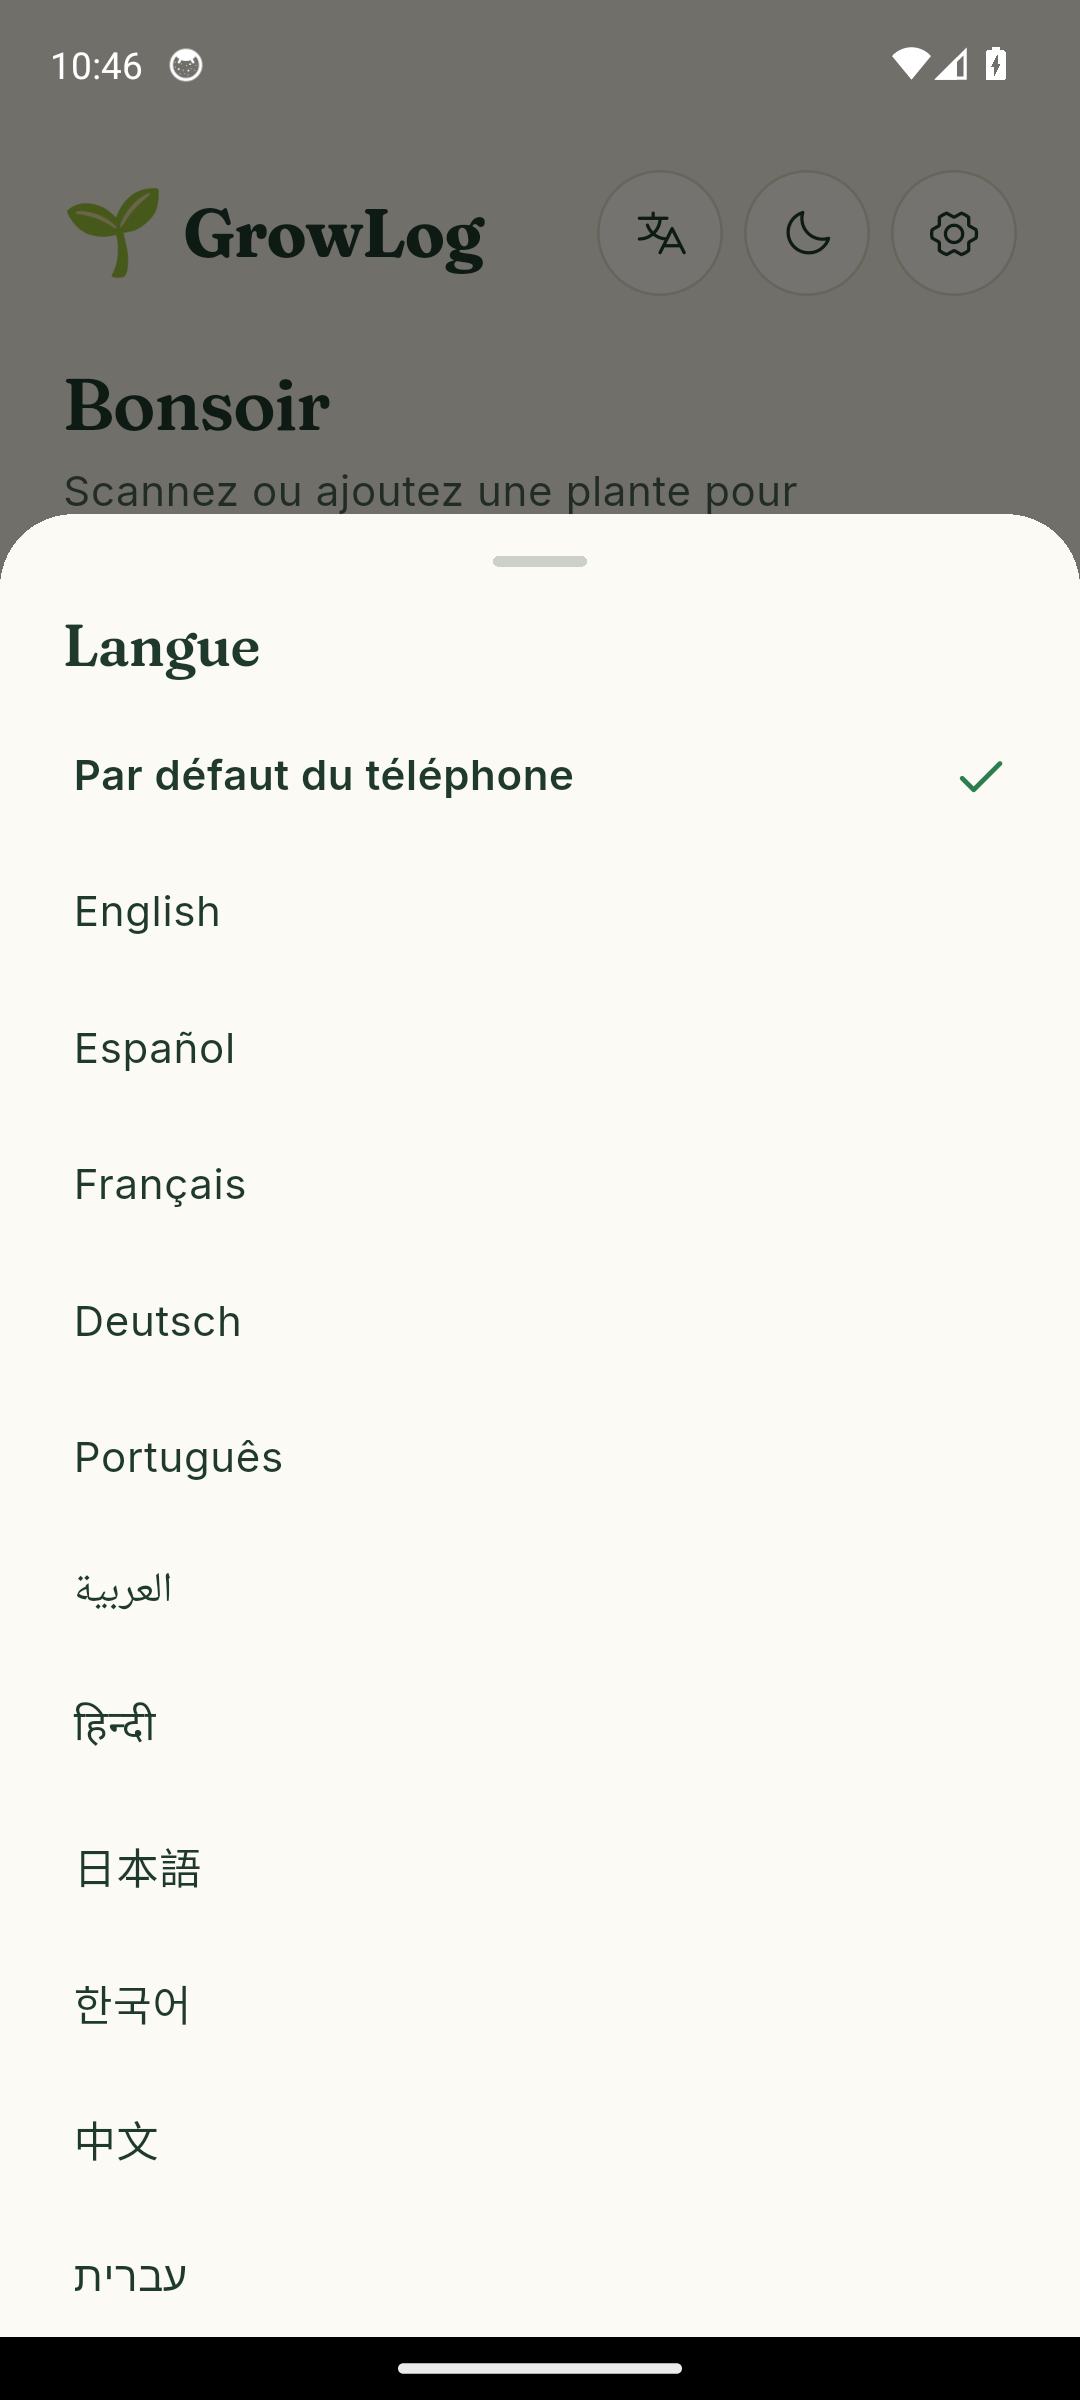 10:46
GrowLog
Bonsoir
Scannez ou ajoutez une plante pour
Langue
Par défaut du téléphone
English
Español
Français
Deutsch
Português
العربية
हिन्दी
日本語
한국어
中文
עברית